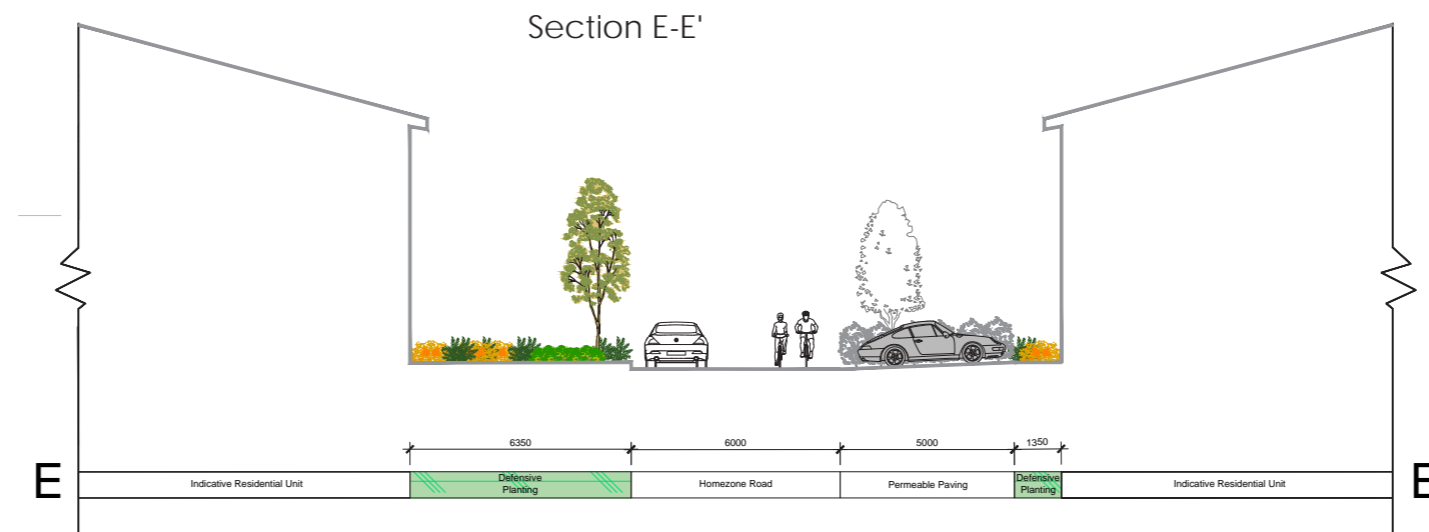 Section E-E'
6350 6000 5000 1350
E Indicative Residential Unit Defensive Planting Homezone Road Permeable Paving Defensive Planting Indicative Residential Unit E